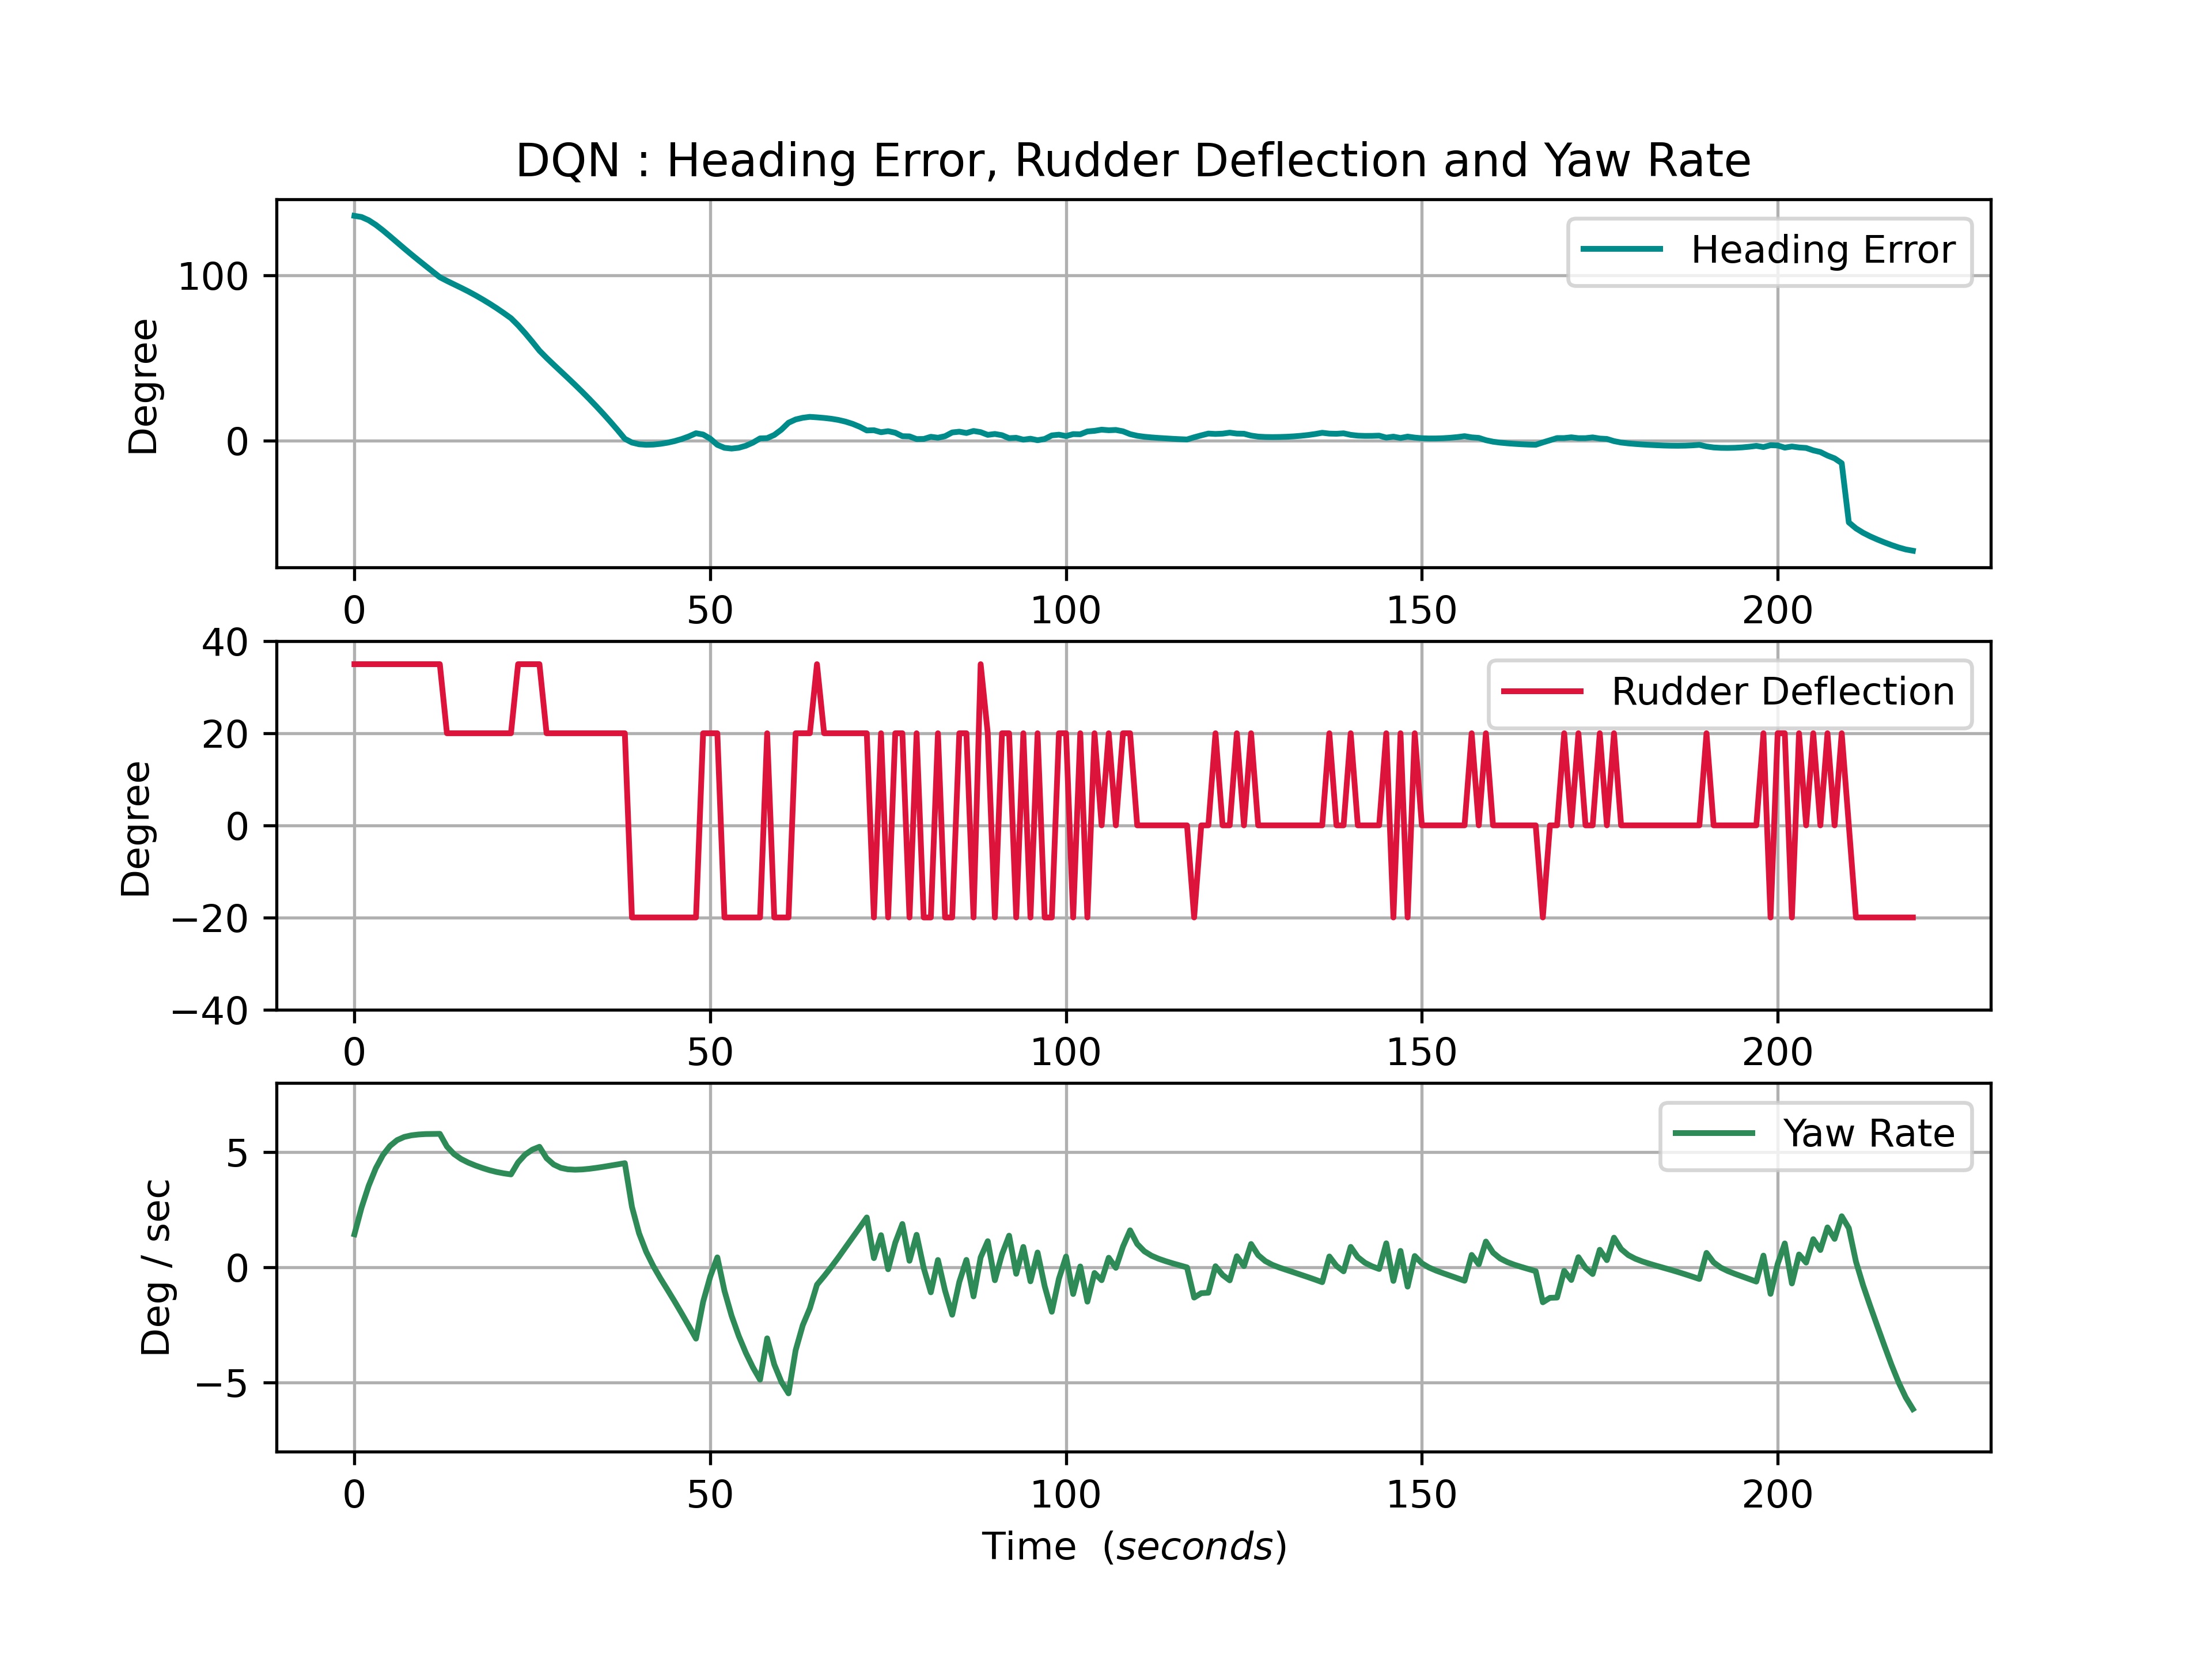 DQN : Heading Error, Rudder Deflection and Yaw Rate
Heading Error
100
0
Degree
0 50 100 150 200
Rudder Deflection
40
20
0
−20
−40
Degree
0 50 100 150 200
Yaw Rate
5
0
−5
Deg / sec
0 50 100 150 200
Time (seconds)